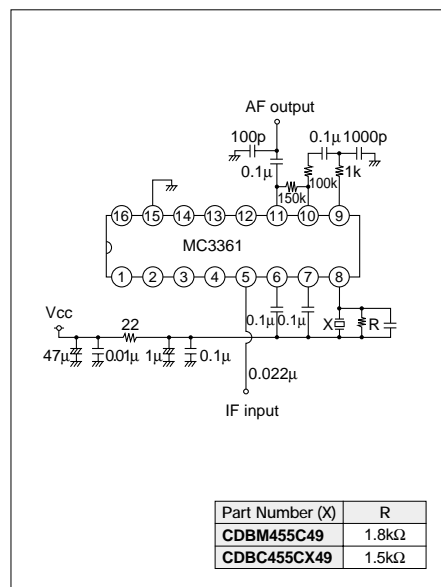 AF output
100p
0.1μ 1000p
0.1μ
100k
1k
150k
16 15 14 13 12 11 10 9
MC3361
1 2 3 4 5 6 7 8
Vcc
22
0.1μ 0.1μ
X R
47μ 0.01μ 1μ 0.1μ
0.022μ
IF input
Part Number (X) R
CDBM455C49 1.8kΩ
CDBC455CX49 1.5kΩ